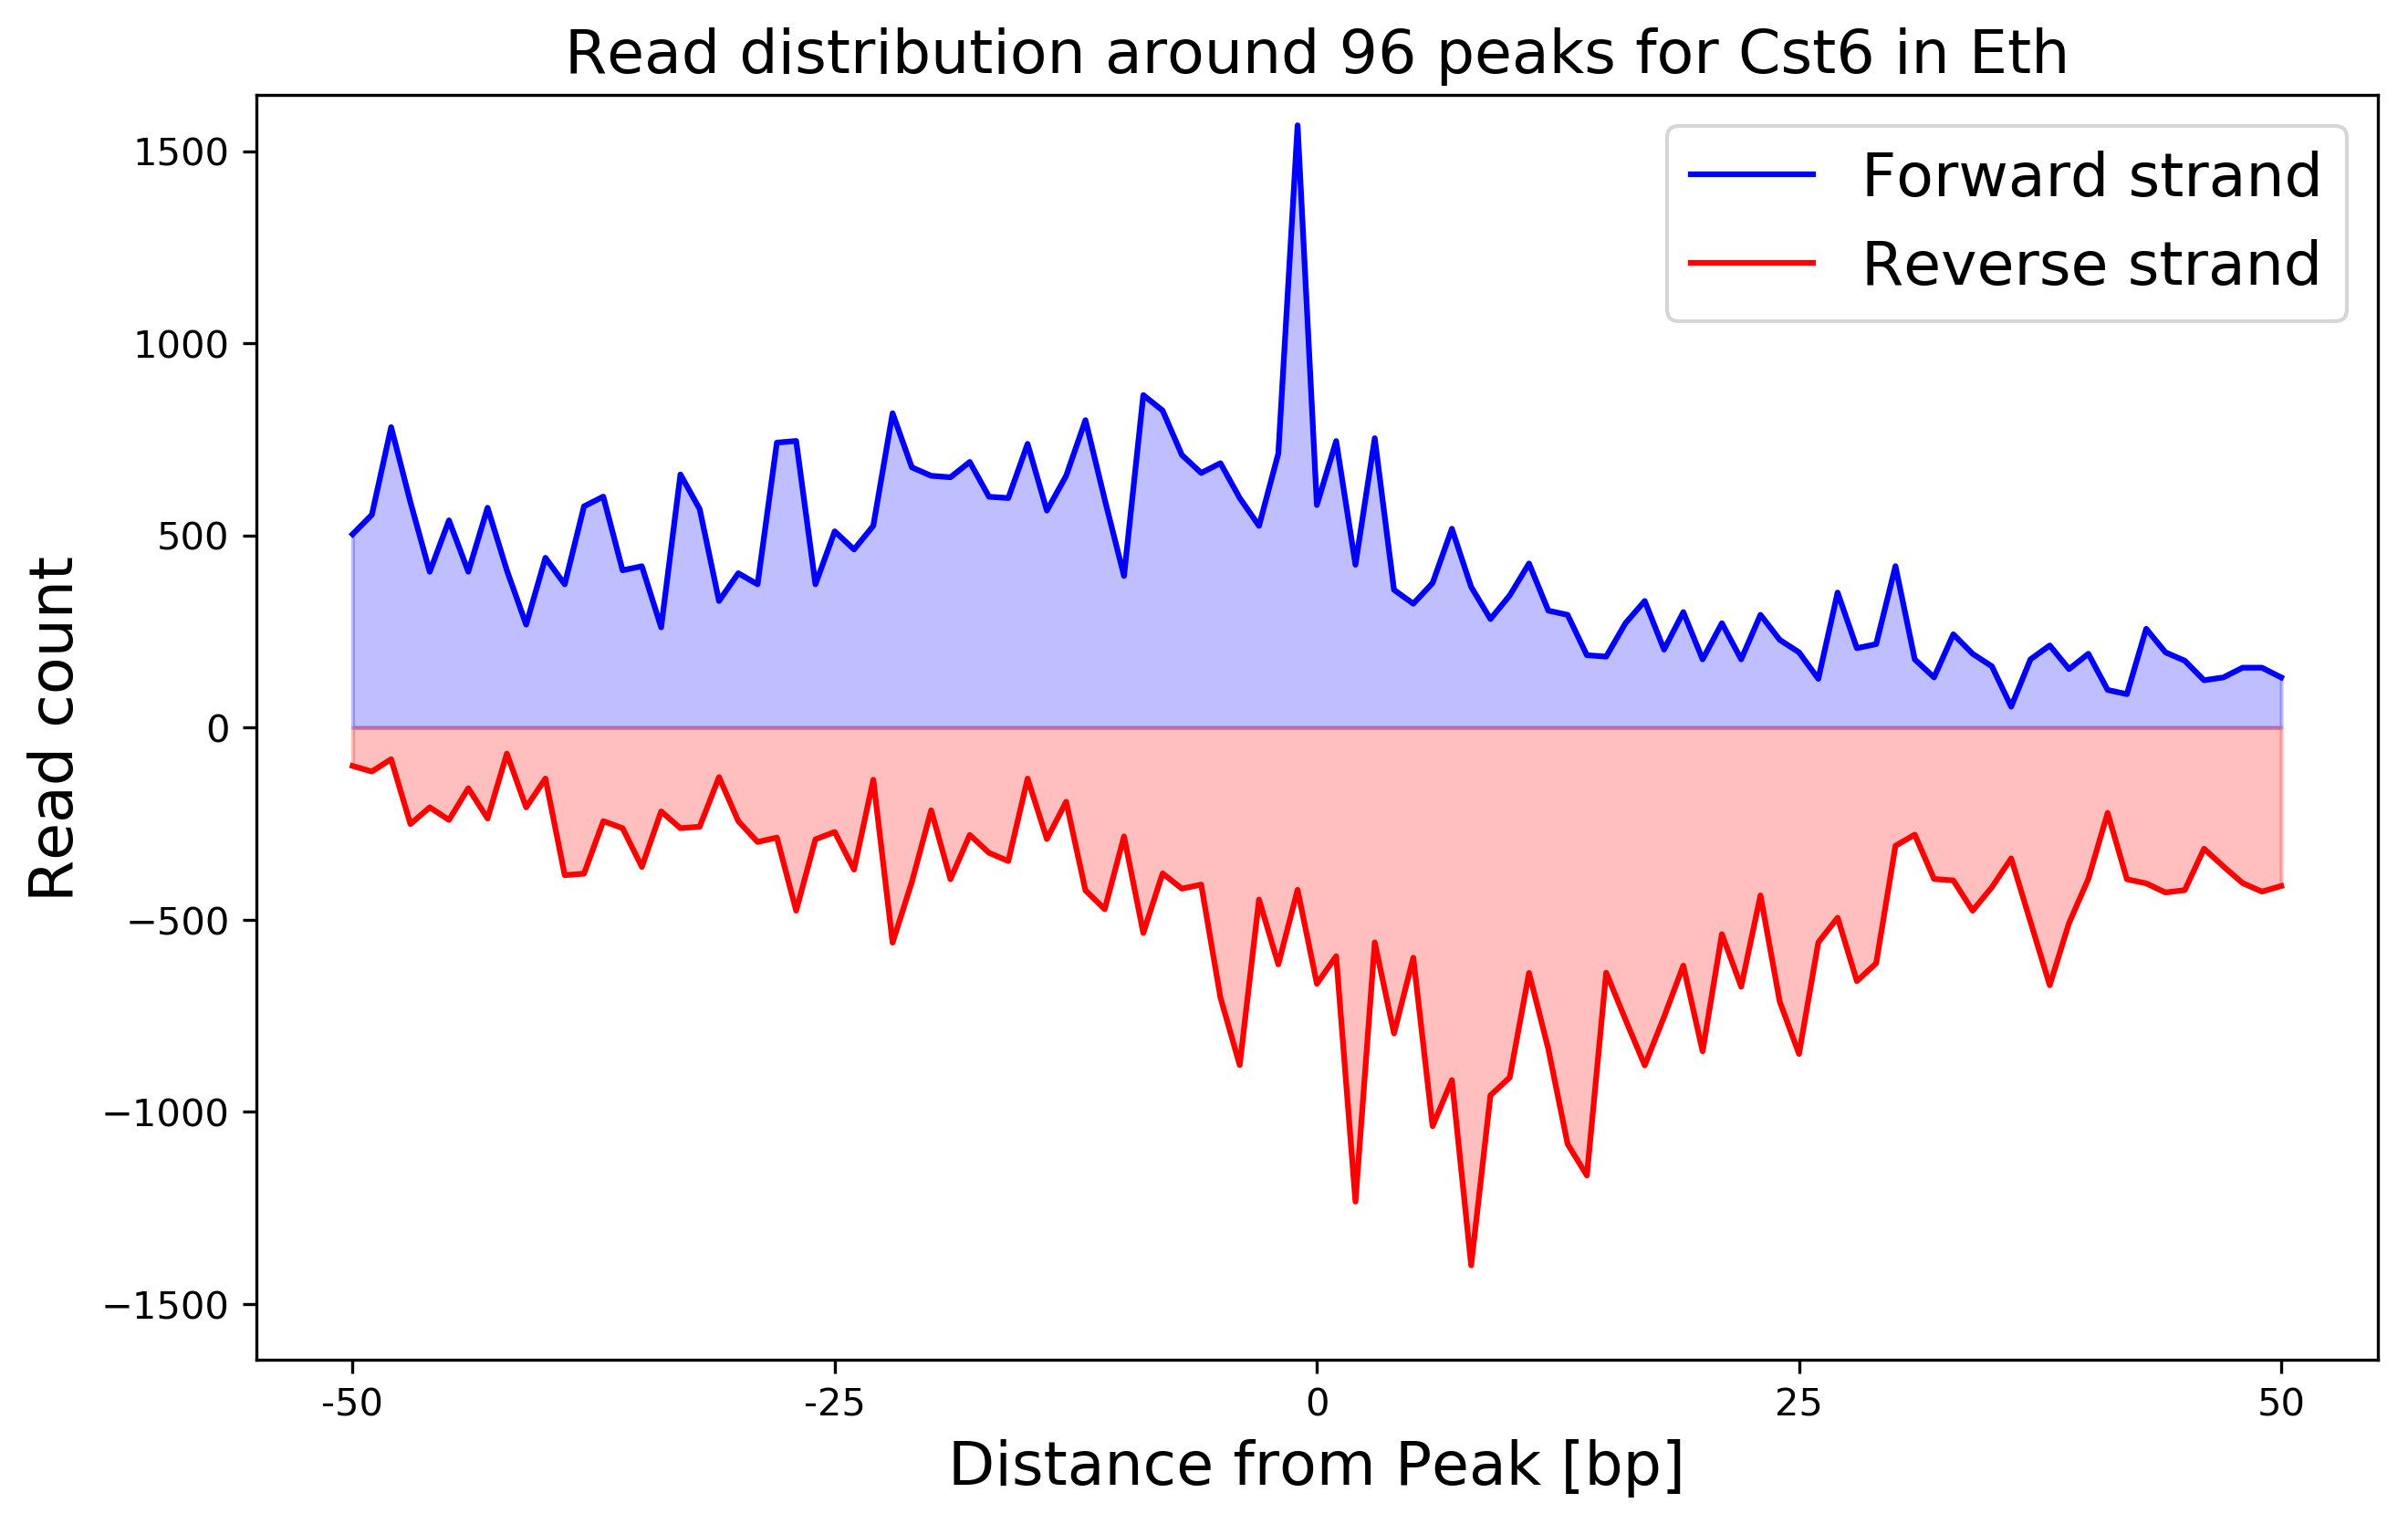 Read distribution around 96 peaks for Cst6 in Eth
Forward strand
Reverse strand
1500
1000
500
0
−500
−1000
−1500
Read count
-50
-25
0
25
50
Distance from Peak [bp]